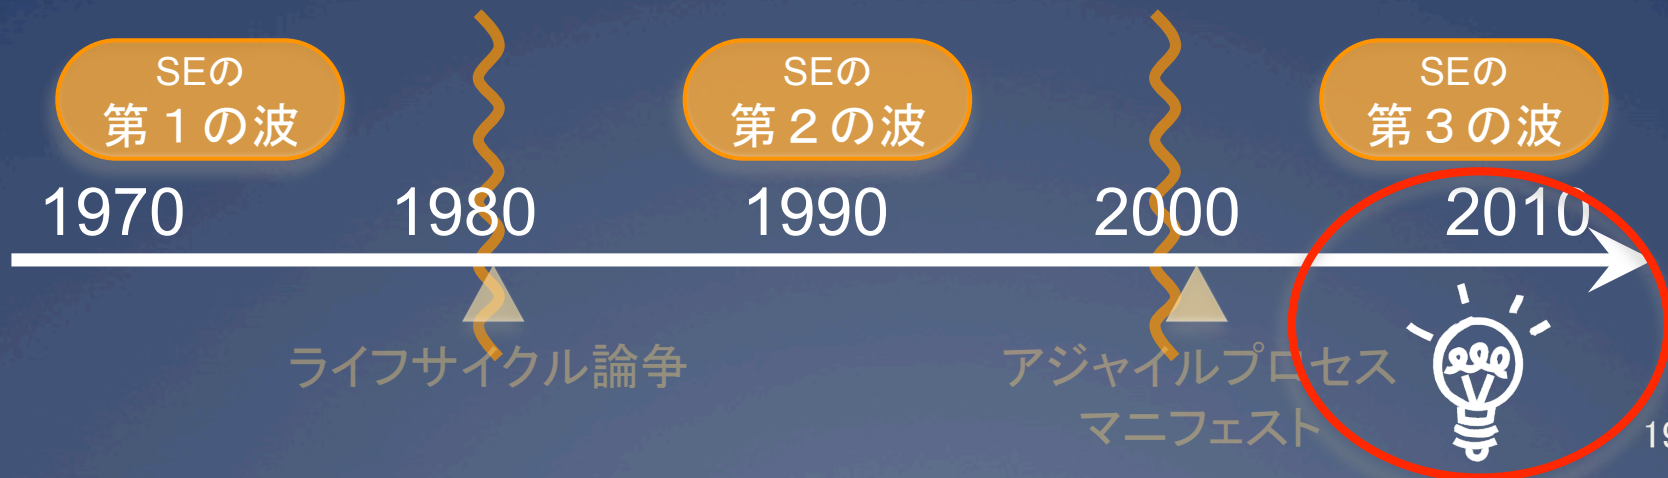 SEの
第１の波
SEの
第２の波
SEの
第３の波
1970
1980
1990
2000
2010
ライフサイクル論争
アジャイルプロセス
マニフェスト
19